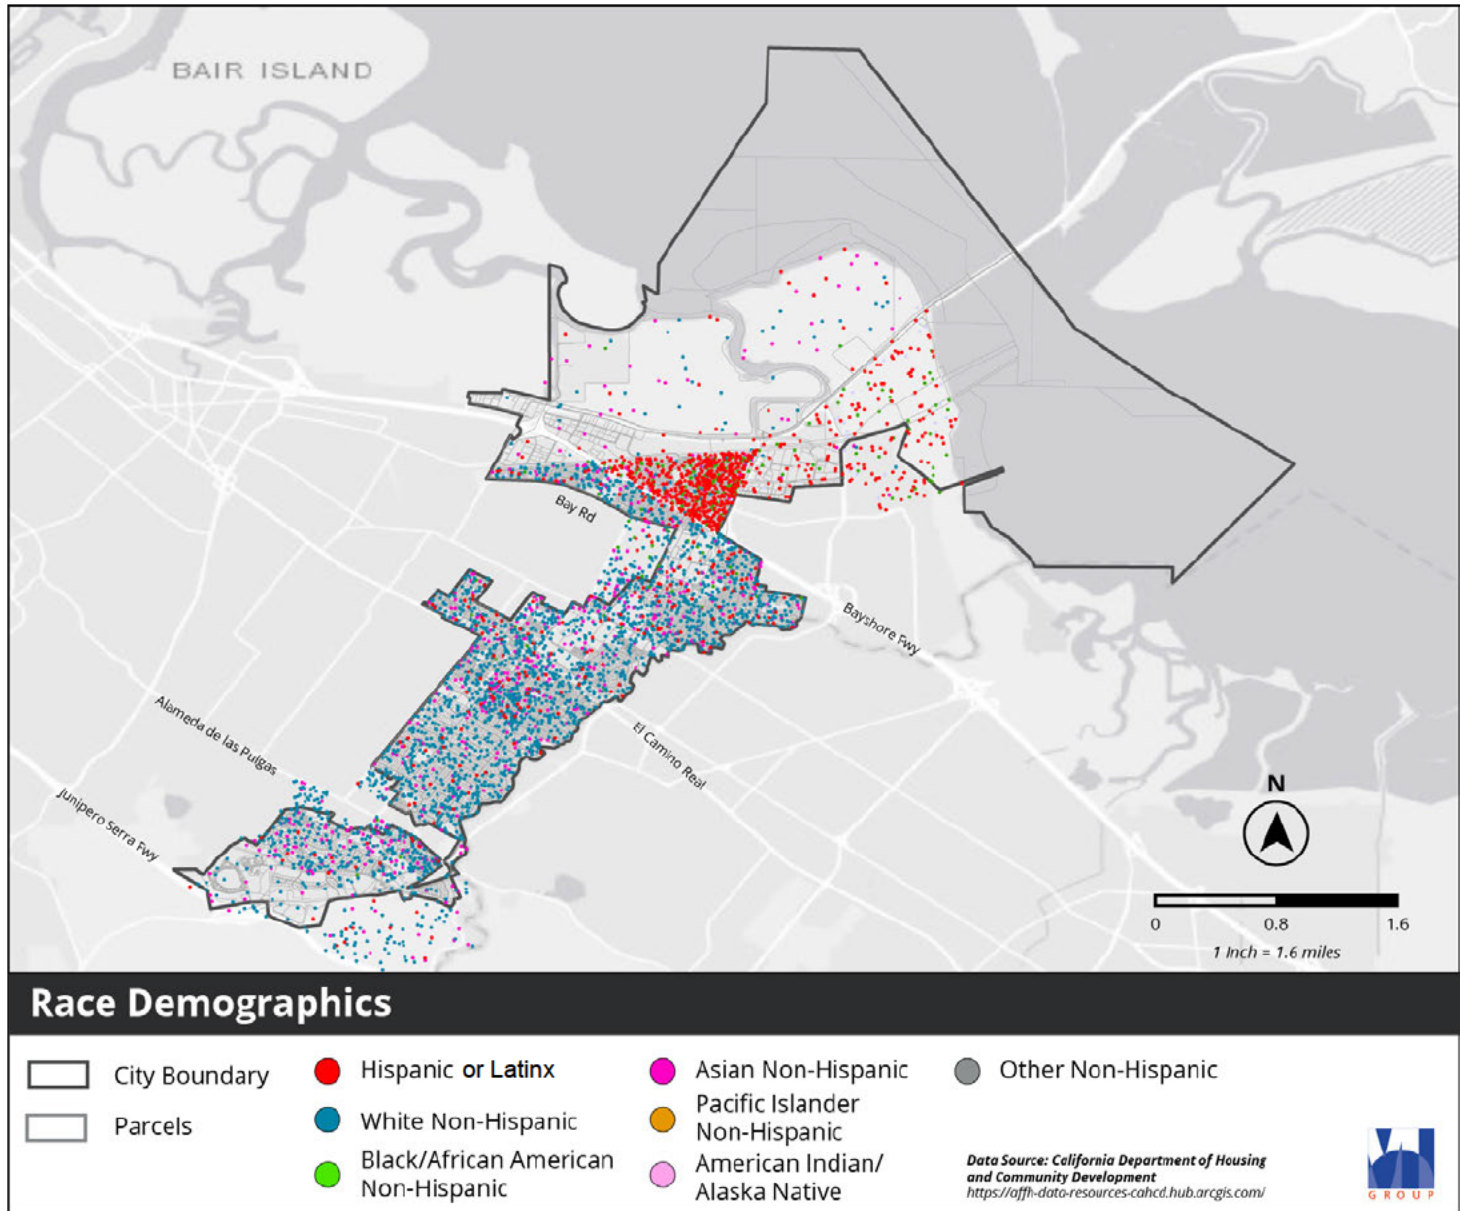 BAIR ISLAND
Bay Rd
Bayshore Fwy
Alameda de las Pulgas
El Camino Real
Junipero Serra Fwy
N
0 0.8 1.6
1 Inch = 1.6 miles
Race Demographics
City Boundary
Parcels
Hispanic or Latinx
White Non-Hispanic
Black/African American
Non-Hispanic
Asian Non-Hispanic
Pacific Islander
Non-Hispanic
American Indian/
Alaska Native
Other Non-Hispanic
Data Source: California Department of Housing
and Community Development
https://affh-data-resources-cahcd.hub.arcgis.com/
GROUP